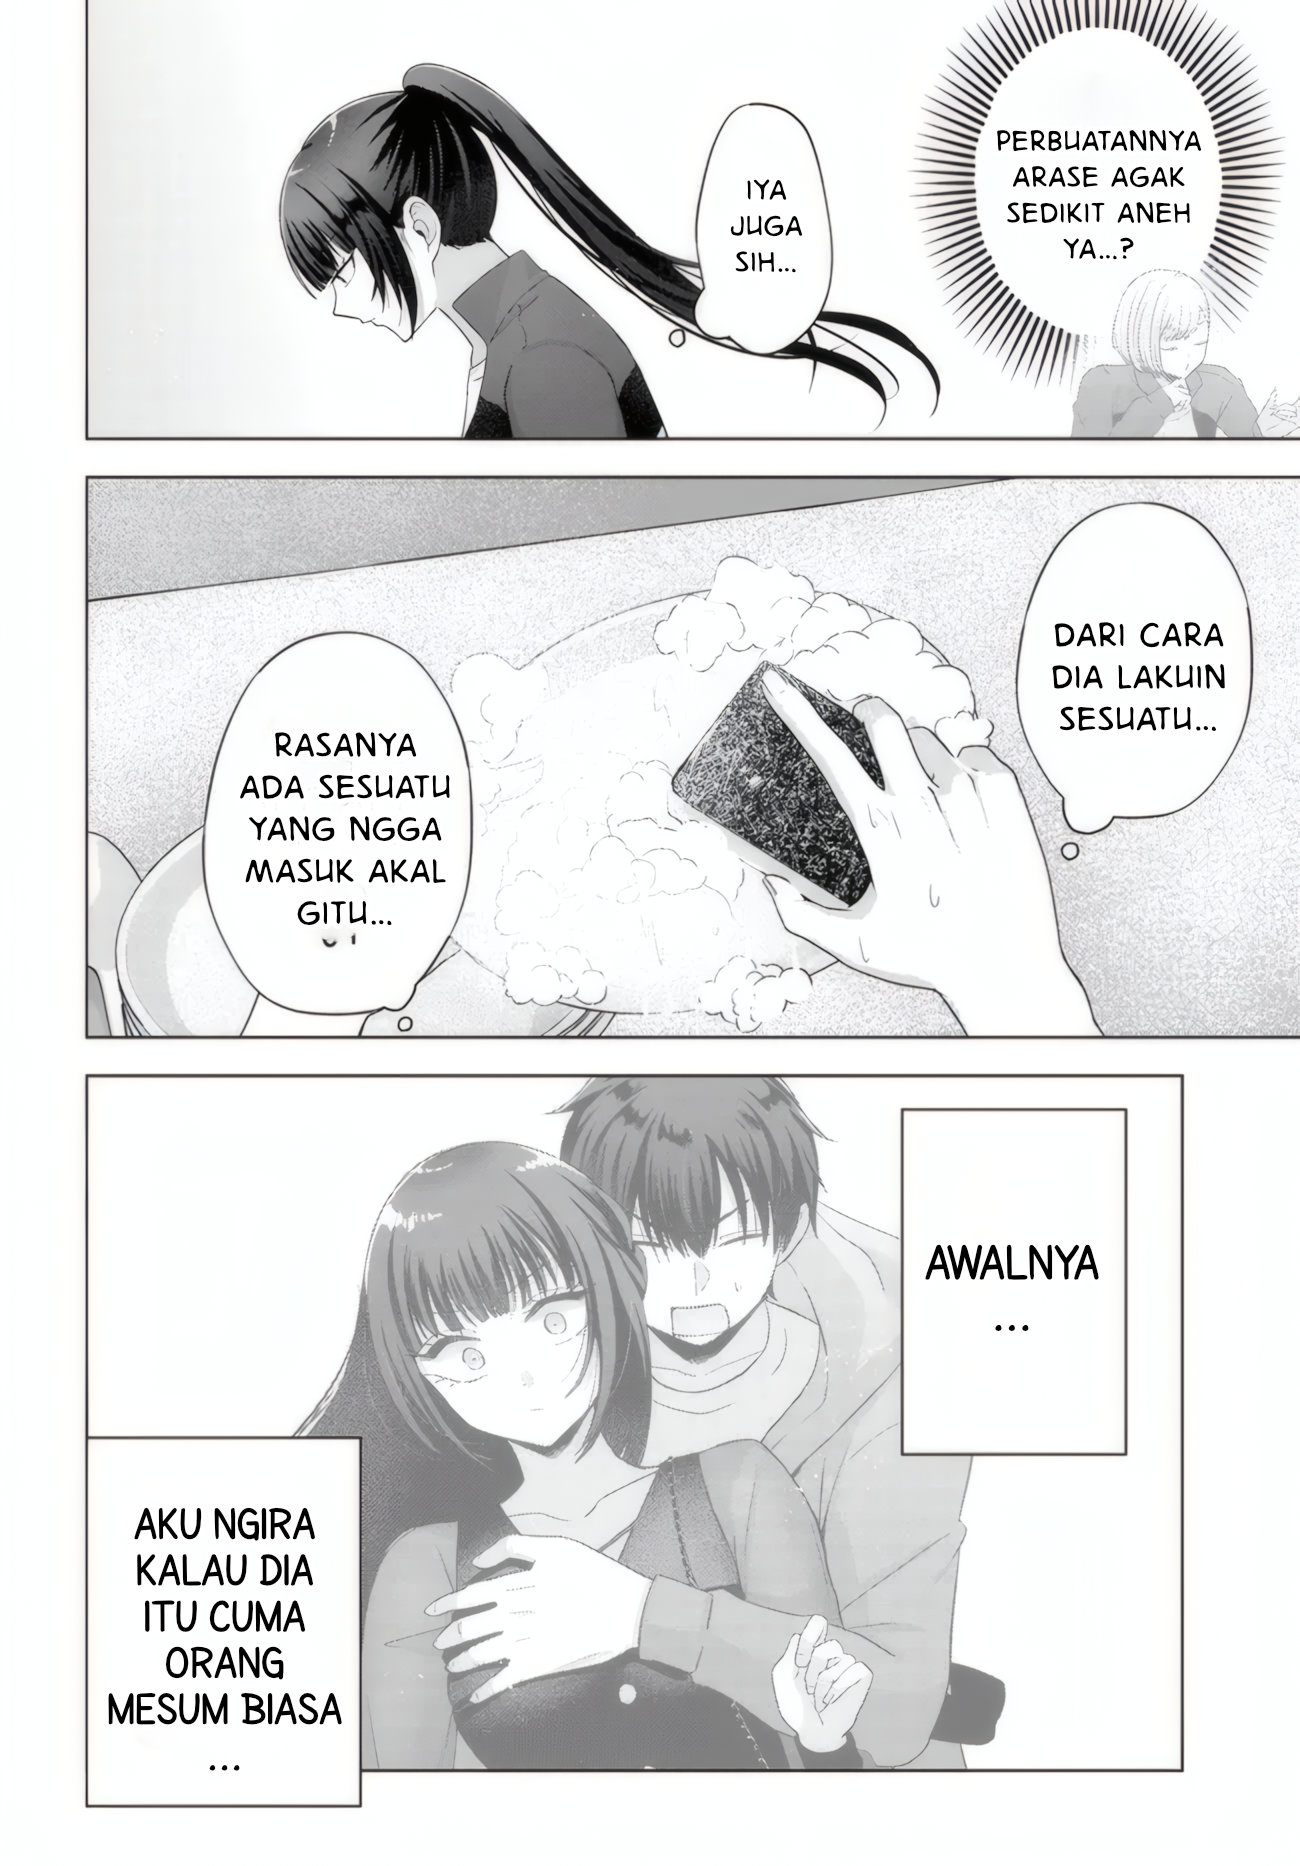 PERBUATANNYA
ARASE AGAK
SEDIKIT ANEH
YA...?
IYA
JUGA
SIH...
DARI CARA
DIA LAKUIN
SESUATU...
RASANYA
ADA SESUATU
YANG NGGA
MASUK AKAL
GITU...
AWALNYA
...
AKU NGIRA
KALAU DIA
ITU CUMA
ORANG
MESUM BIASA
...